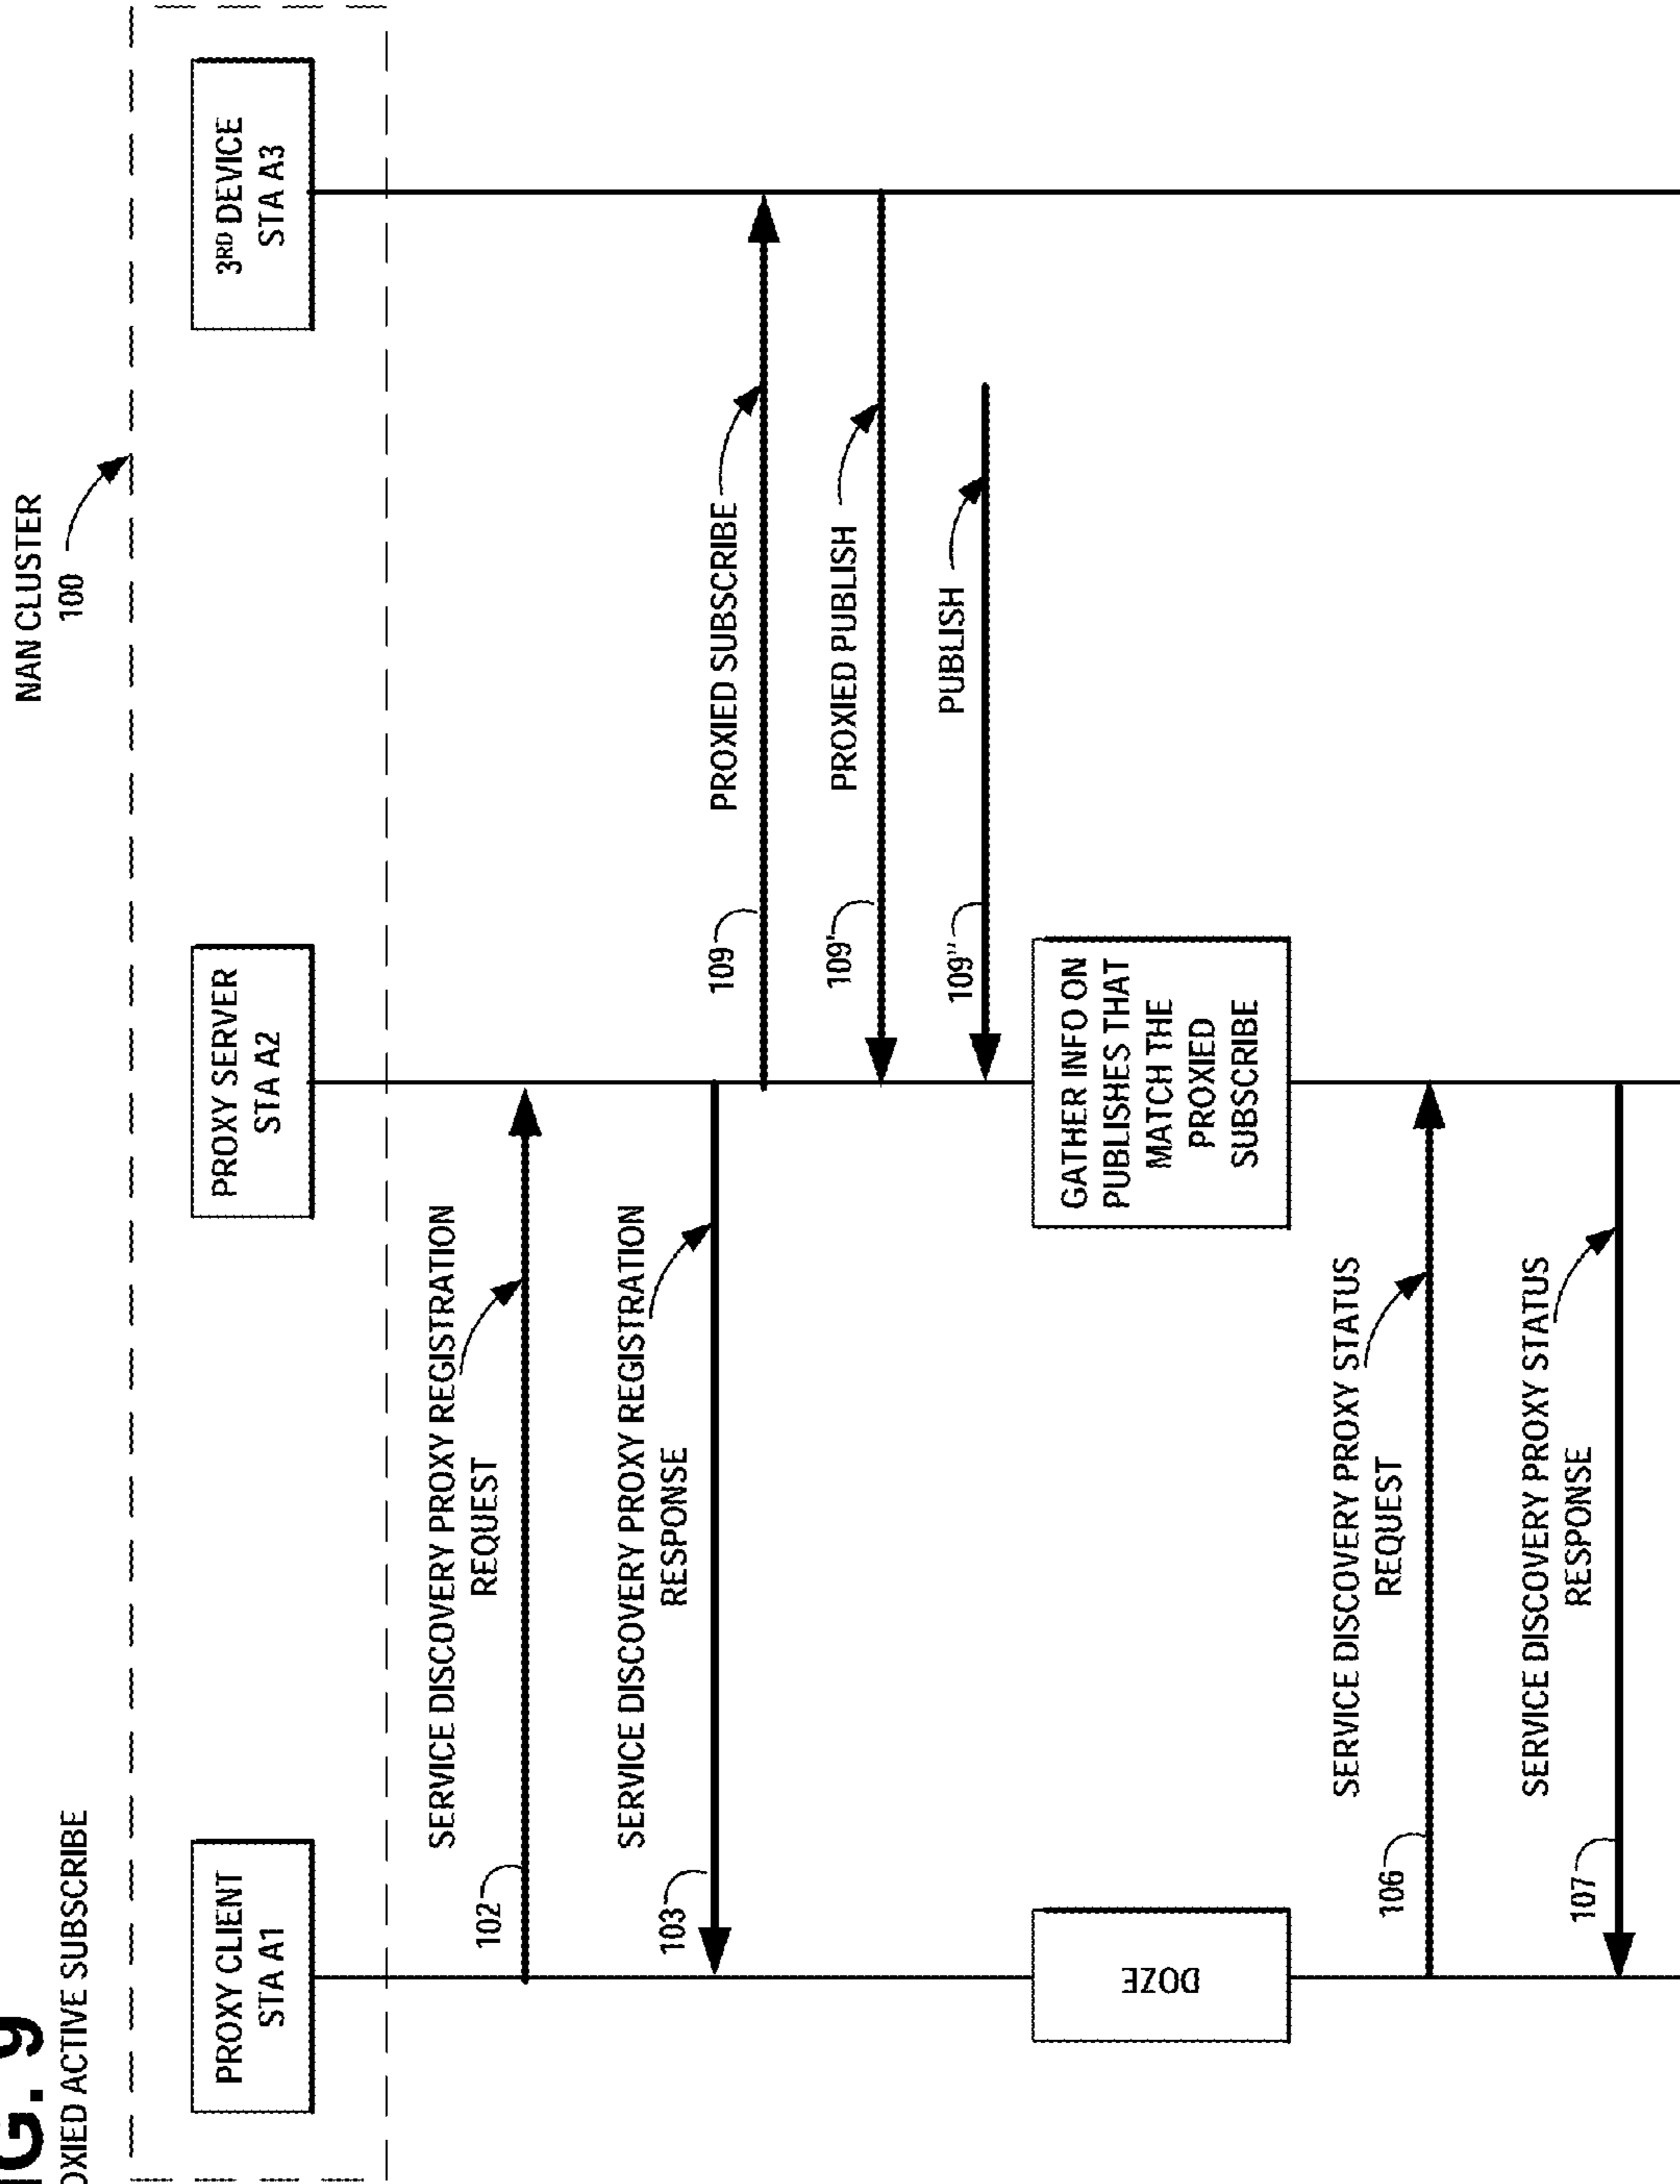 IG. 9
OXIED ACTIVE SUBSCRIBE
NAN CLUSTER
100
PROXY CLIENT
STA A1
PROXY SERVER
STA A2
3RD DEVICE
STA A3
SERVICE DISCOVERY PROXY REGISTRATION
REQUEST
102
SERVICE DISCOVERY PROXY REGISTRATION
RESPONSE
103
109
PROXIED SUBSCRIBE
109'
PROXIED PUBLISH
109''
PUBLISH
DOZE
GATHER INFO ON
PUBLISHES THAT
MATCH THE
PROXIED
SUBSCRIBE
SERVICE DISCOVERY PROXY STATUS
REQUEST
106
SERVICE DISCOVERY PROXY STATUS
RESPONSE
107